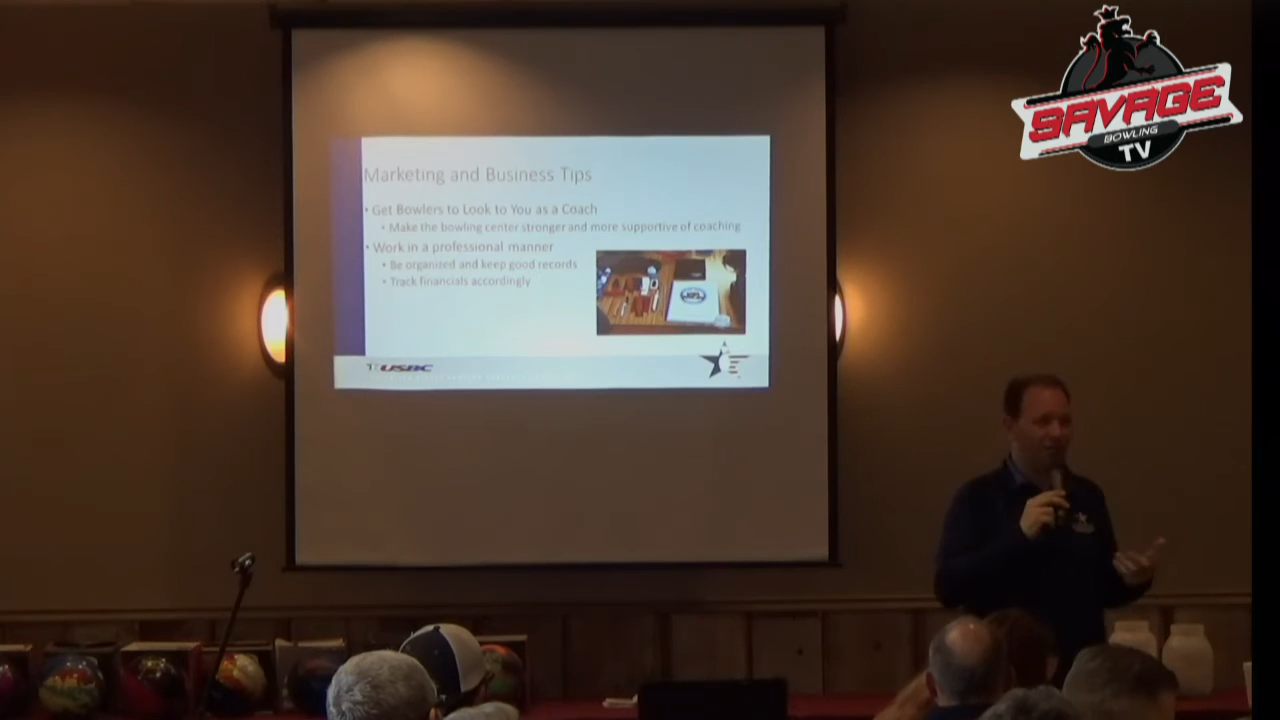 SAVAGE
BOWLING
TV
Marketing and Business Tips
• Get Bowlers to Look to You as a Coach
• Make the bowling center stronger and more supportive of coaching
• Work in a professional manner
• Be organized and keep good records
• Track financials accordingly
USBC